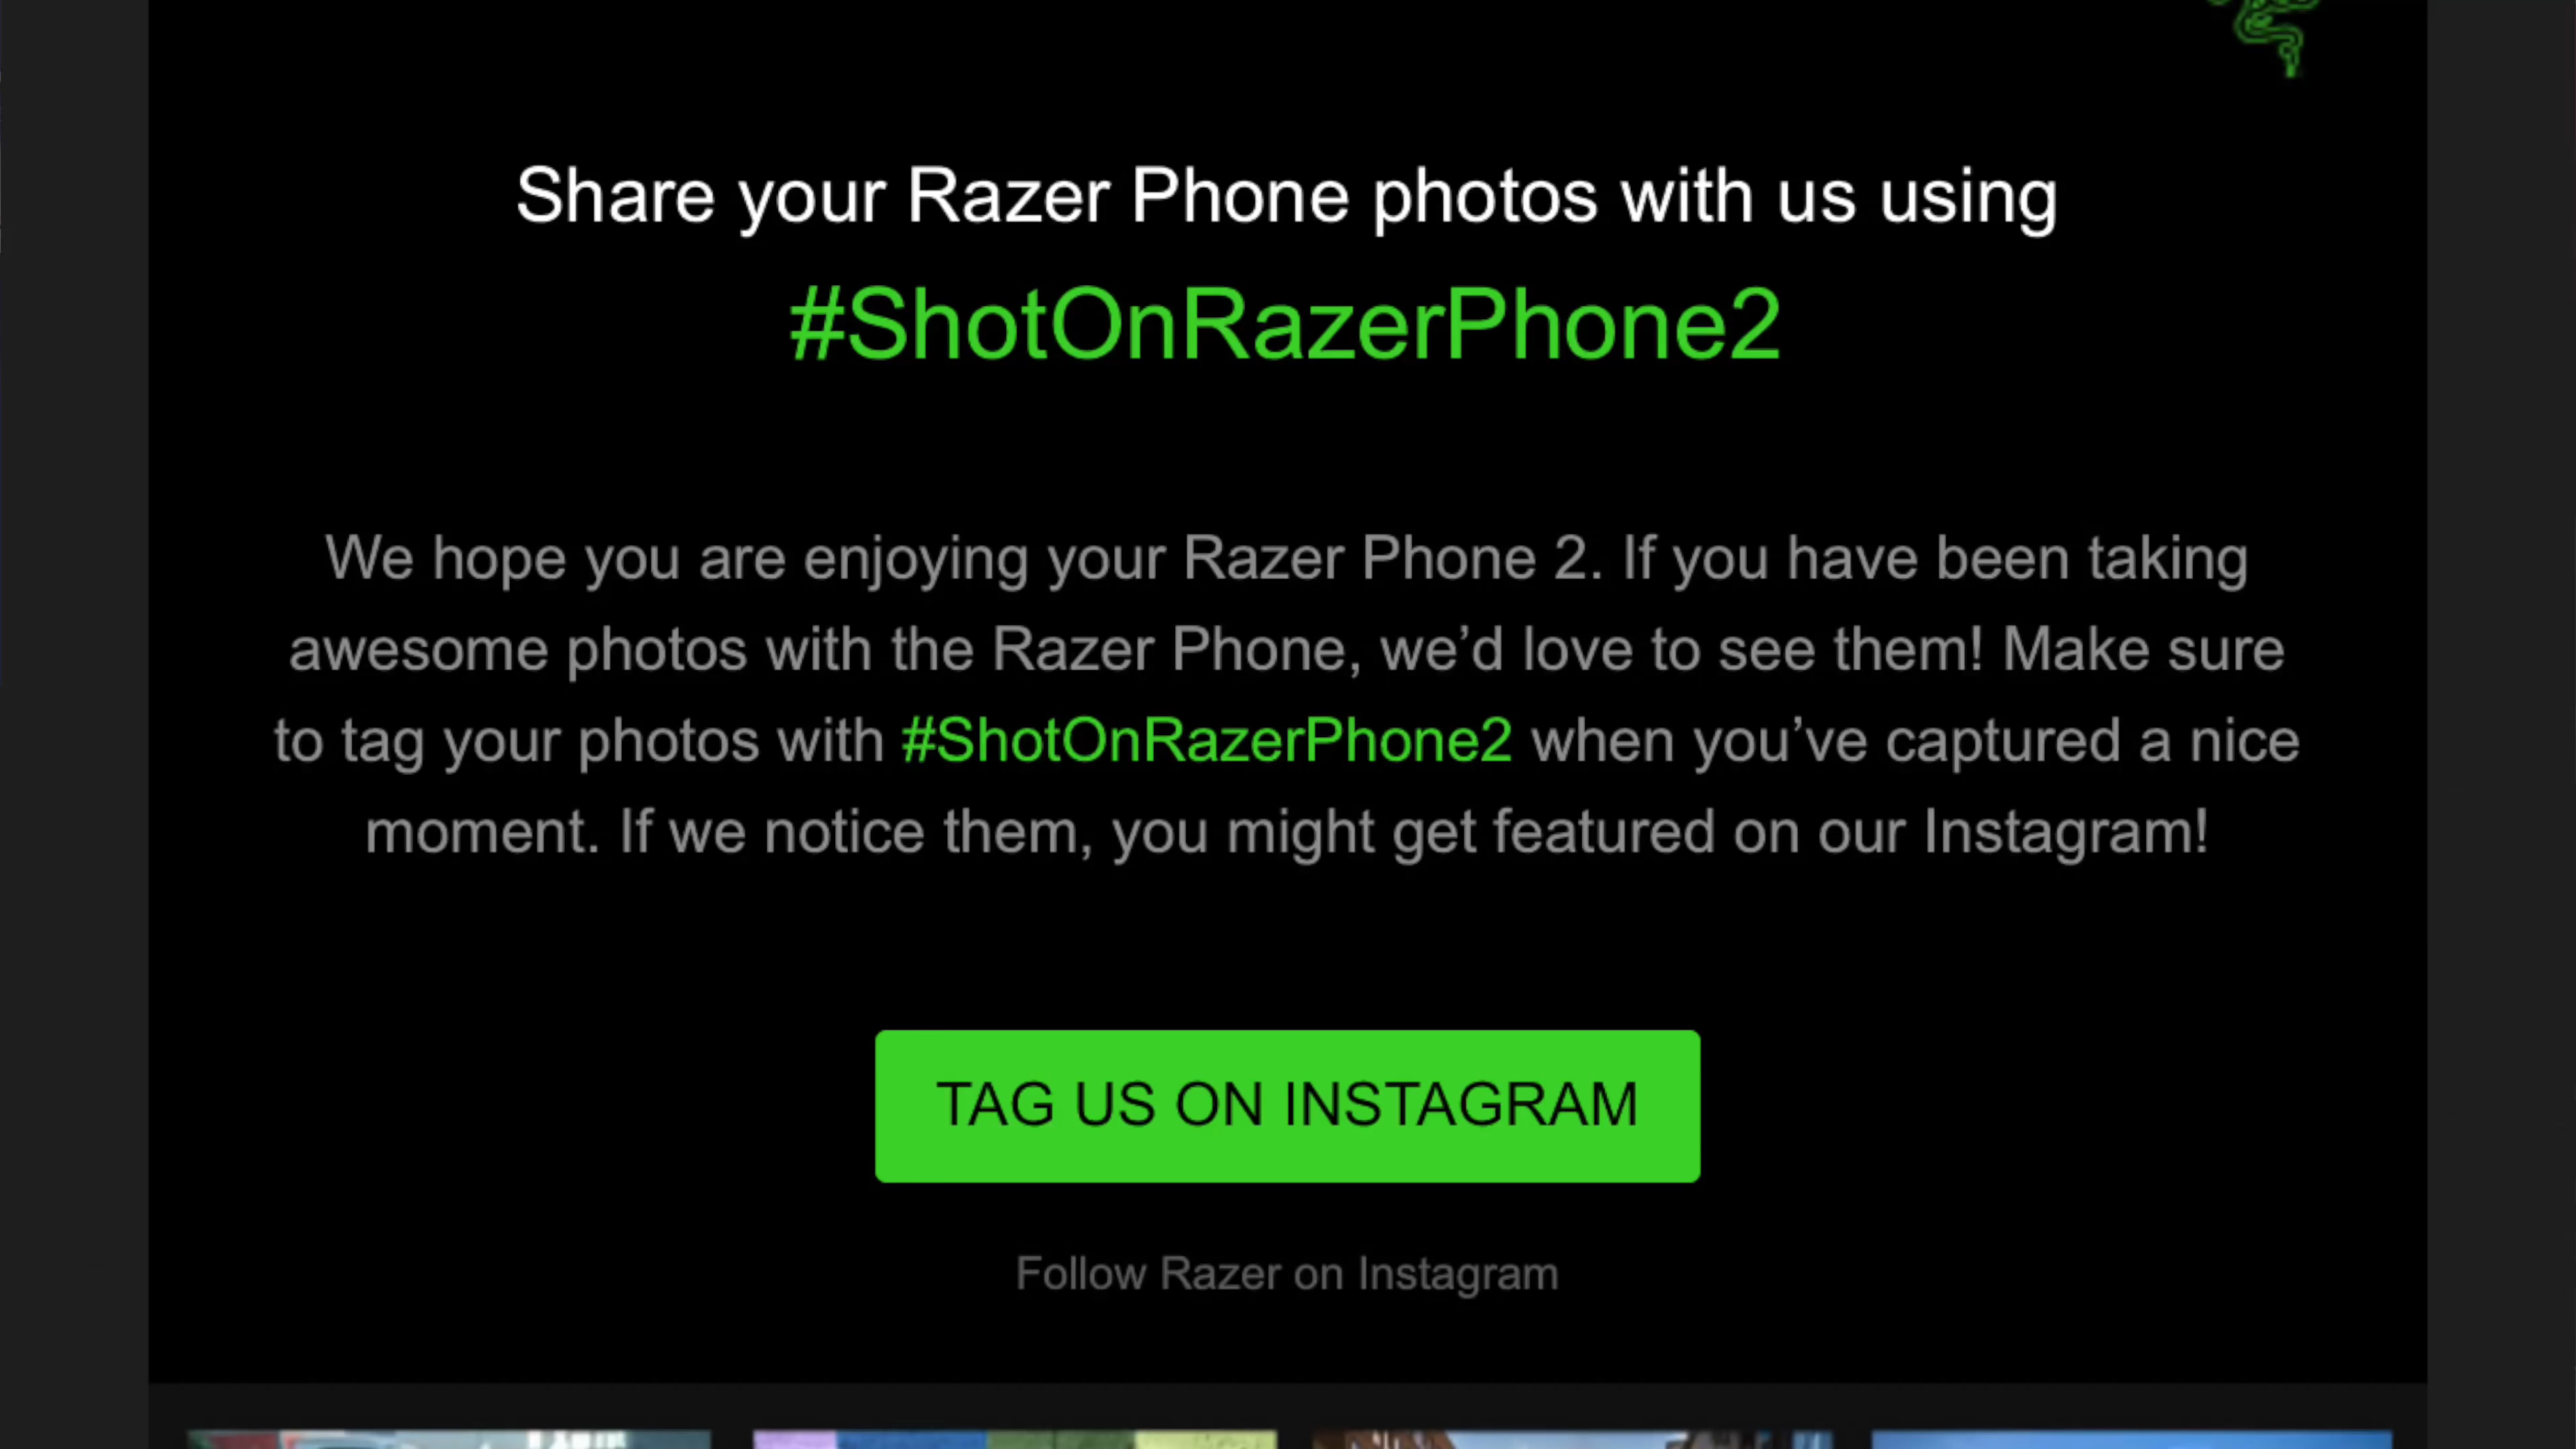 Share your Razer Phone photos with us using
#ShotOnRazerPhone2
We hope you are enjoying your Razer Phone 2. If you have been taking
awesome photos with the Razer Phone, we’d love to see them! Make sure
to tag your photos with #ShotOnRazerPhone2 when you’ve captured a nice
moment. If we notice them, you might get featured on our Instagram!
TAG US ON INSTAGRAM
Follow Razer on Instagram